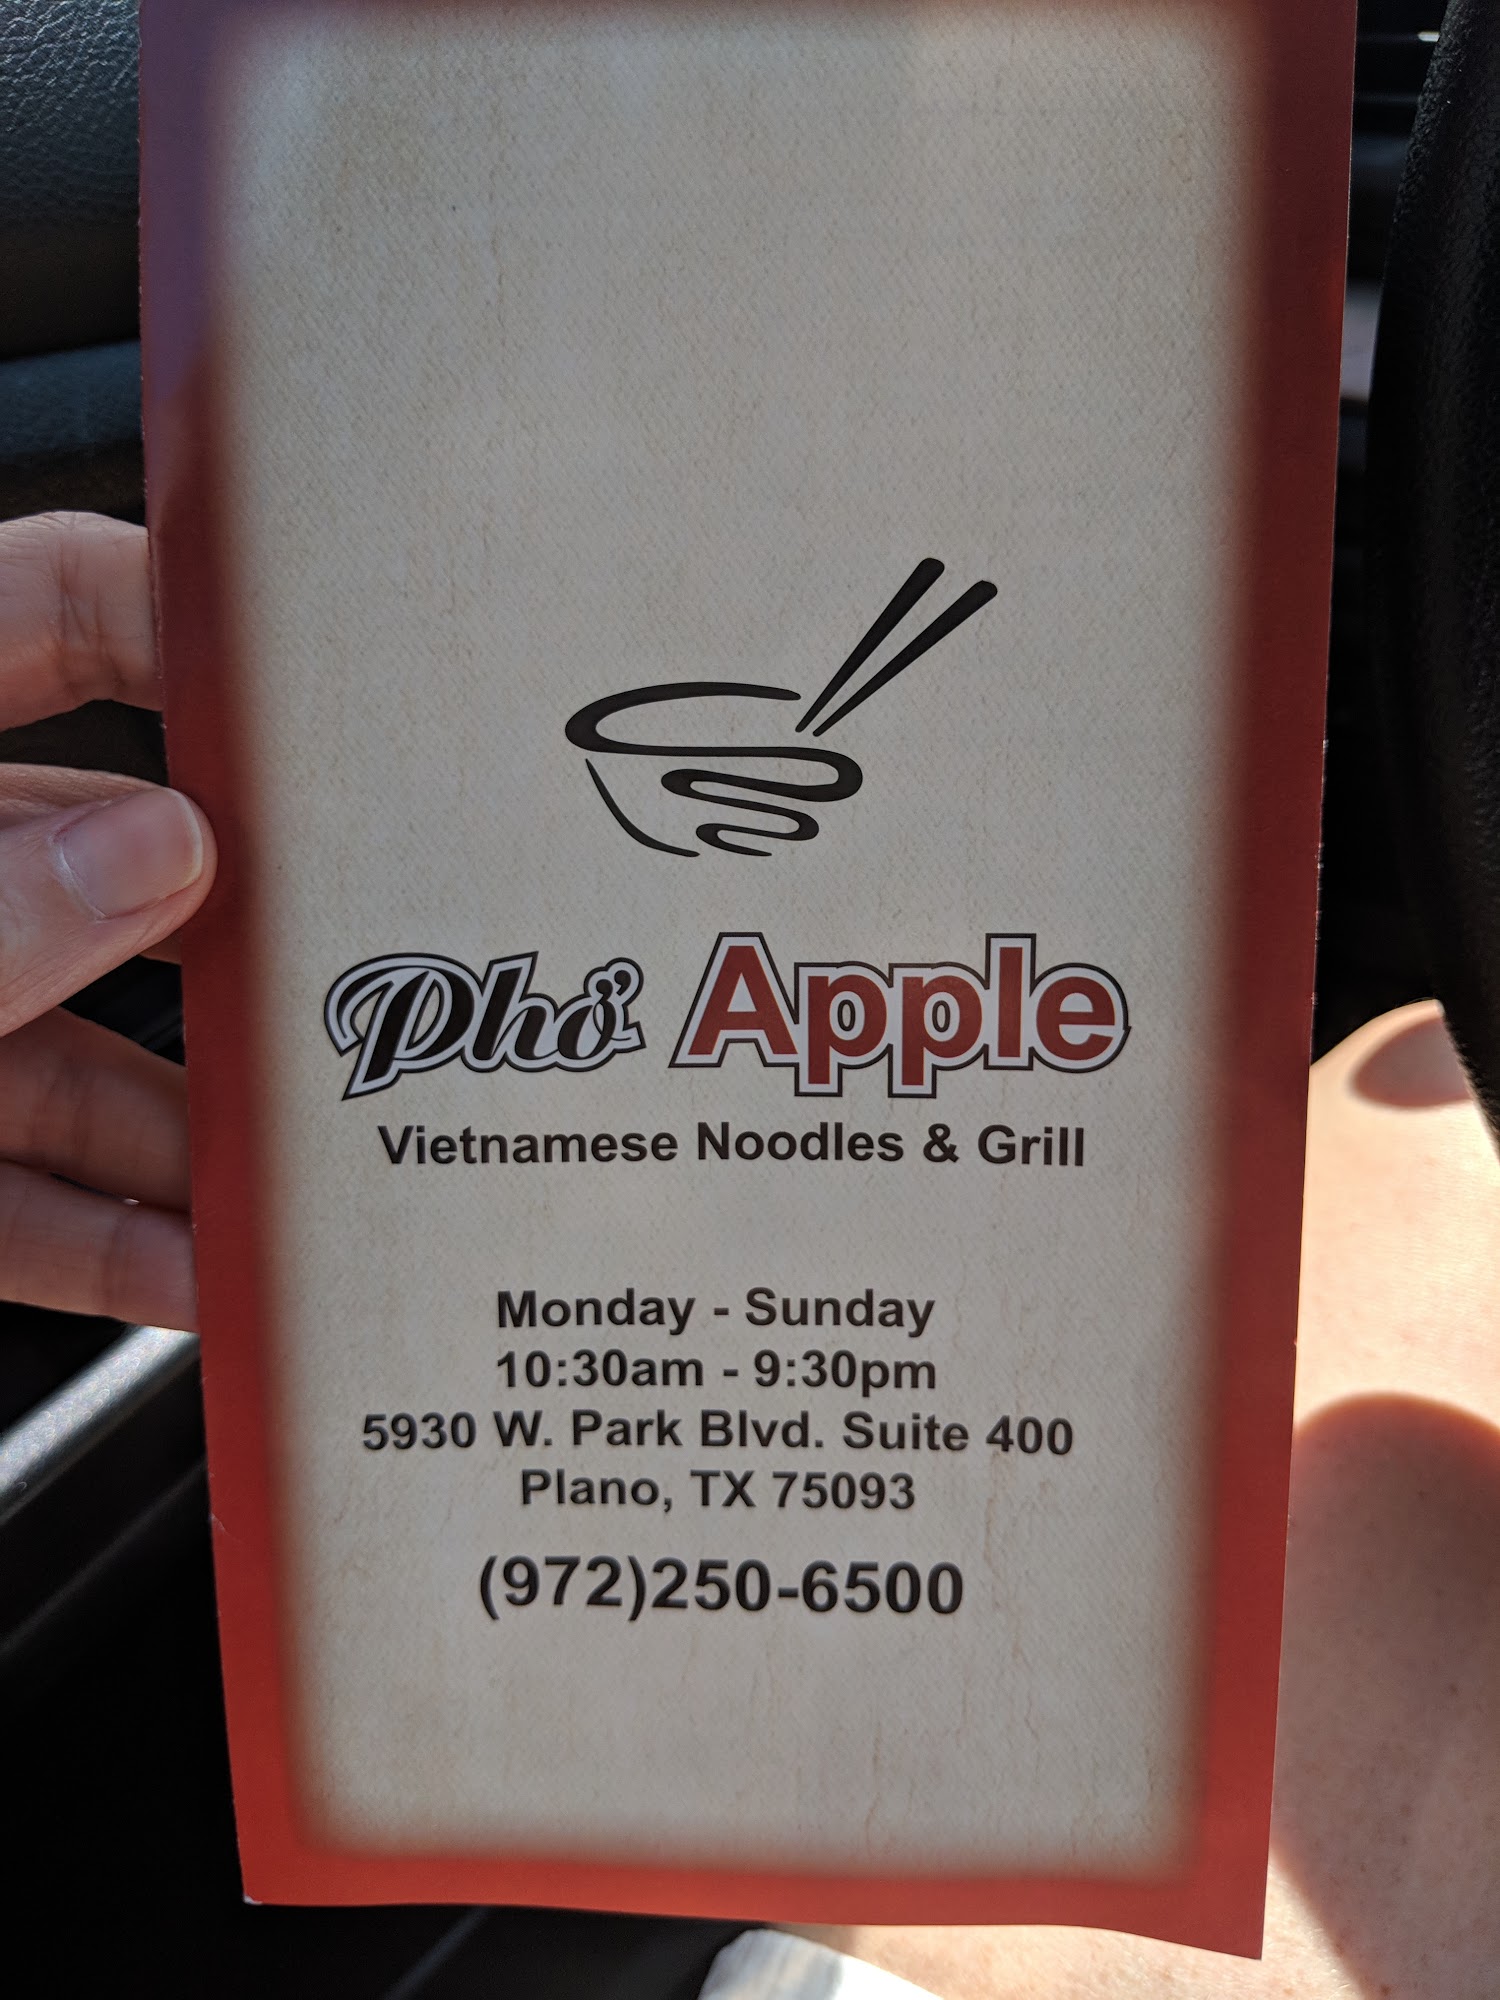 Phở Apple
Vietnamese Noodles & Grill
Monday - Sunday
10:30am - 9:30pm
5930 W. Park Blvd. Suite 400
Plano, TX 75093
(972)250-6500